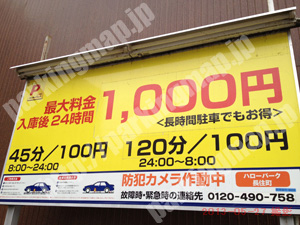 最大料金
入庫後24時間
1,000円
<長時間駐車でもお得>
45分/100円 120分/100円
8:00~24:00 24:00~8:00
防犯カメラ作動中
ハローパーク
長住町
故障時・緊急時の連絡先 0120-490-758
parkingmap.jp